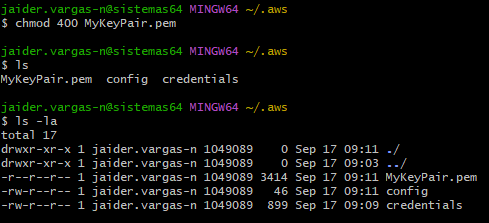 jaider.vargas-n@sistemas64 MINGW64 ~/.aws
$ chmod 400 MyKeyPair.pem
jaider.vargas-n@sistemas64 MINGW64 ~/.aws
$ ls
MyKeyPair.pem  config  credentials
jaider.vargas-n@sistemas64 MINGW64 ~/.aws
$ ls -la
total 17
drwxr-xr-x 1 jaider.vargas-n 1049089    0 Sep 17 09:11 ./
drwxr-xr-x 1 jaider.vargas-n 1049089    0 Sep 17 09:03 ../
-r--r--r-- 1 jaider.vargas-n 1049089 3414 Sep 17 09:11 MyKeyPair.pem
-rw-r--r-- 1 jaider.vargas-n 1049089   46 Sep 17 09:11 config
-rw-r--r-- 1 jaider.vargas-n 1049089  899 Sep 17 09:09 credentials